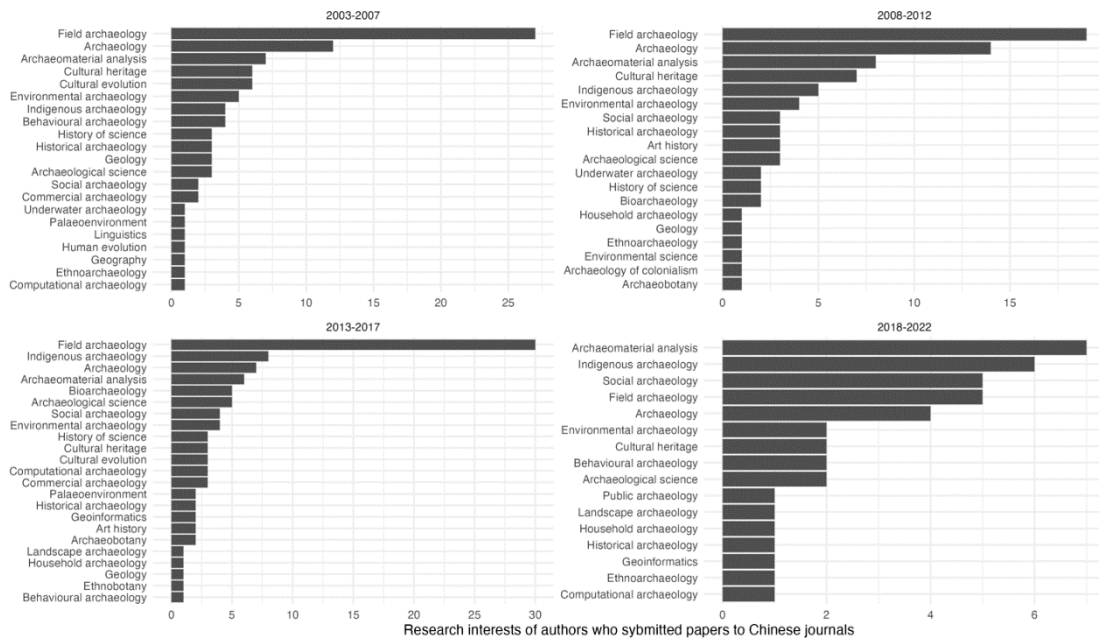 2003-2007
Field archaeology
Archaeology
Archaeomaterial analysis
Cultural heritage
Cultural evolution
Environmental archaeology
Indigenous archaeology
Behavioural archaeology
History of science
Historical archaeology
Geology
Archaeological science
Social archaeology
Commercial archaeology
Underwater archaeology
Palaeoenvironment
Linguistics
Human evolution
Geography
Ethnoarchaeology
Computational archaeology
0 5 10 15 20 25
2008-2012
Field archaeology
Archaeology
Archaeomaterial analysis
Cultural heritage
Indigenous archaeology
Environmental archaeology
Social archaeology
Historical archaeology
Art history
Archaeological science
Underwater archaeology
History of science
Bioarchaeology
Household archaeology
Geology
Ethnoarchaeology
Environmental science
Archaeology of colonialism
Archaeobotany
0 5 10 15
2013-2017
Field archaeology
Indigenous archaeology
Archaeology
Archaeomaterial analysis
Bioarchaeology
Archaeological science
Social archaeology
Environmental archaeology
History of science
Cultural heritage
Cultural evolution
Computational archaeology
Commercial archaeology
Palaeoenvironment
Historical archaeology
Geoinformatics
Art history
Archaeobotany
Landscape archaeology
Household archaeology
Geology
Ethnobotany
Behavioural archaeology
0 5 10 15 20 25 30
2018-2022
Archaeomaterial analysis
Indigenous archaeology
Social archaeology
Field archaeology
Archaeology
Environmental archaeology
Cultural heritage
Behavioural archaeology
Archaeological science
Public archaeology
Landscape archaeology
Household archaeology
Historical archaeology
Geoinformatics
Ethnoarchaeology
Computational archaeology
0 2 4 6
Research interests of authors who sybmitted papers to Chinese journals